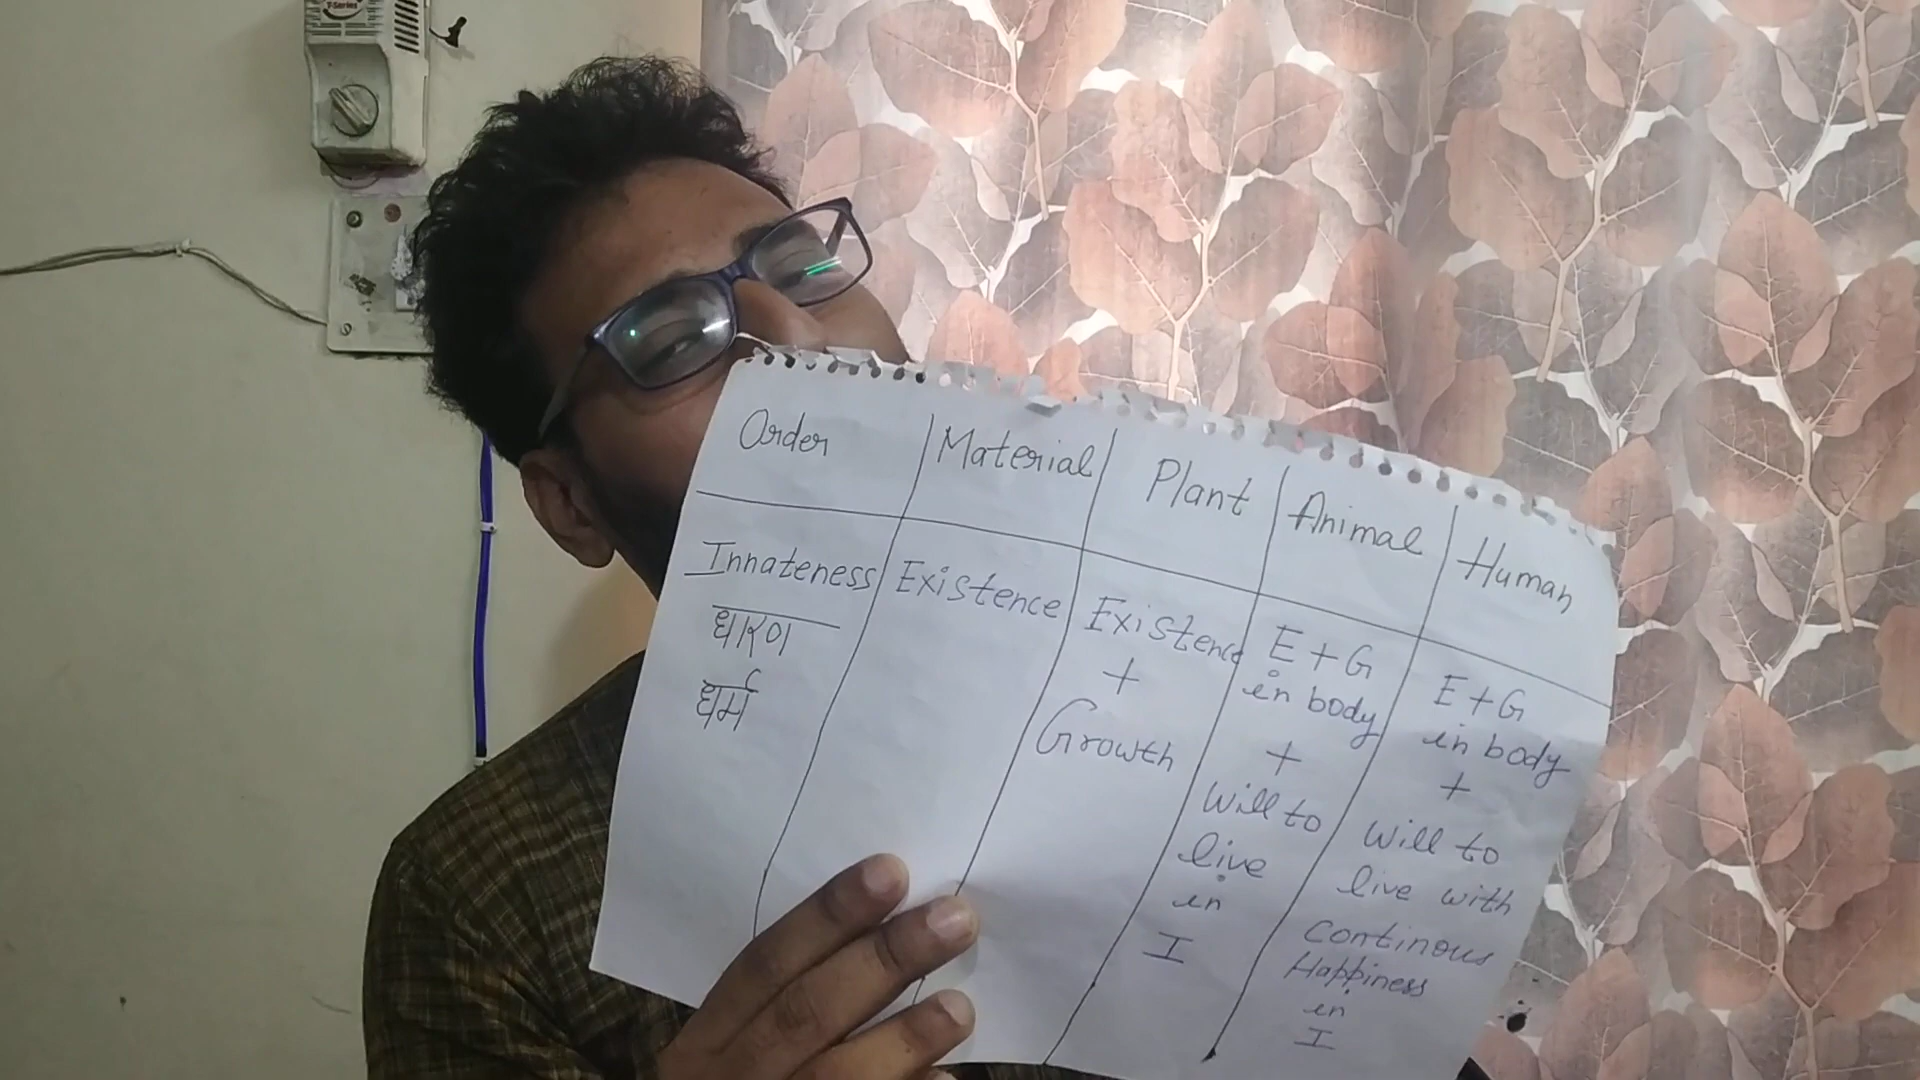 T-Series
Order Material Plant Animal Human
Innateness
धारण
धर्म
Existence
Existence
+
Growth
E + G
in body
+
Will to
live
in
I
E + G
in body
+
Will to
live with
Continous
Happiness
in
I